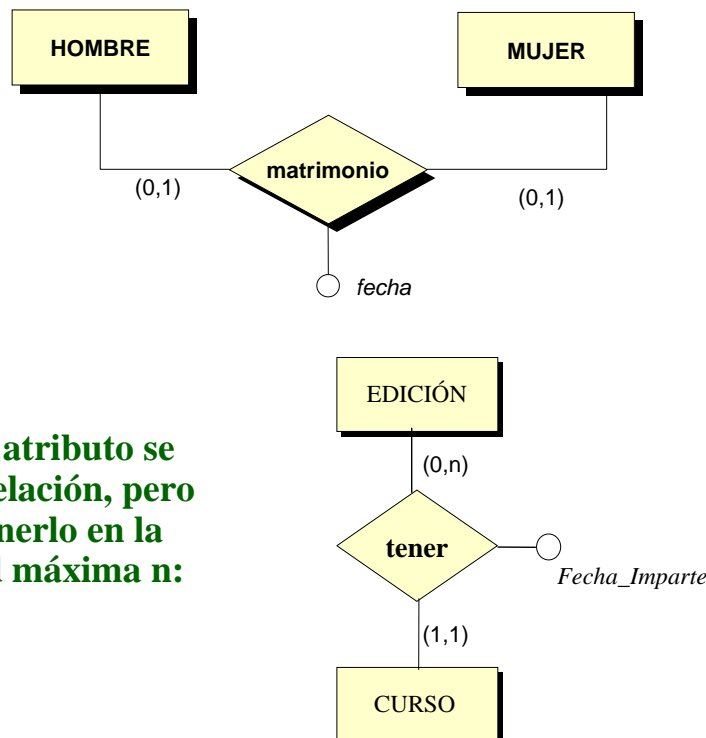 HOMBRE
MUJER
matrimonio
(0,1)
(0,1)
fecha
EDICIÓN
atributo se
elación, pero
nerlo en la
máxima n:
(0,n)
tener
Fecha_Imparte
(1,1)
CURSO